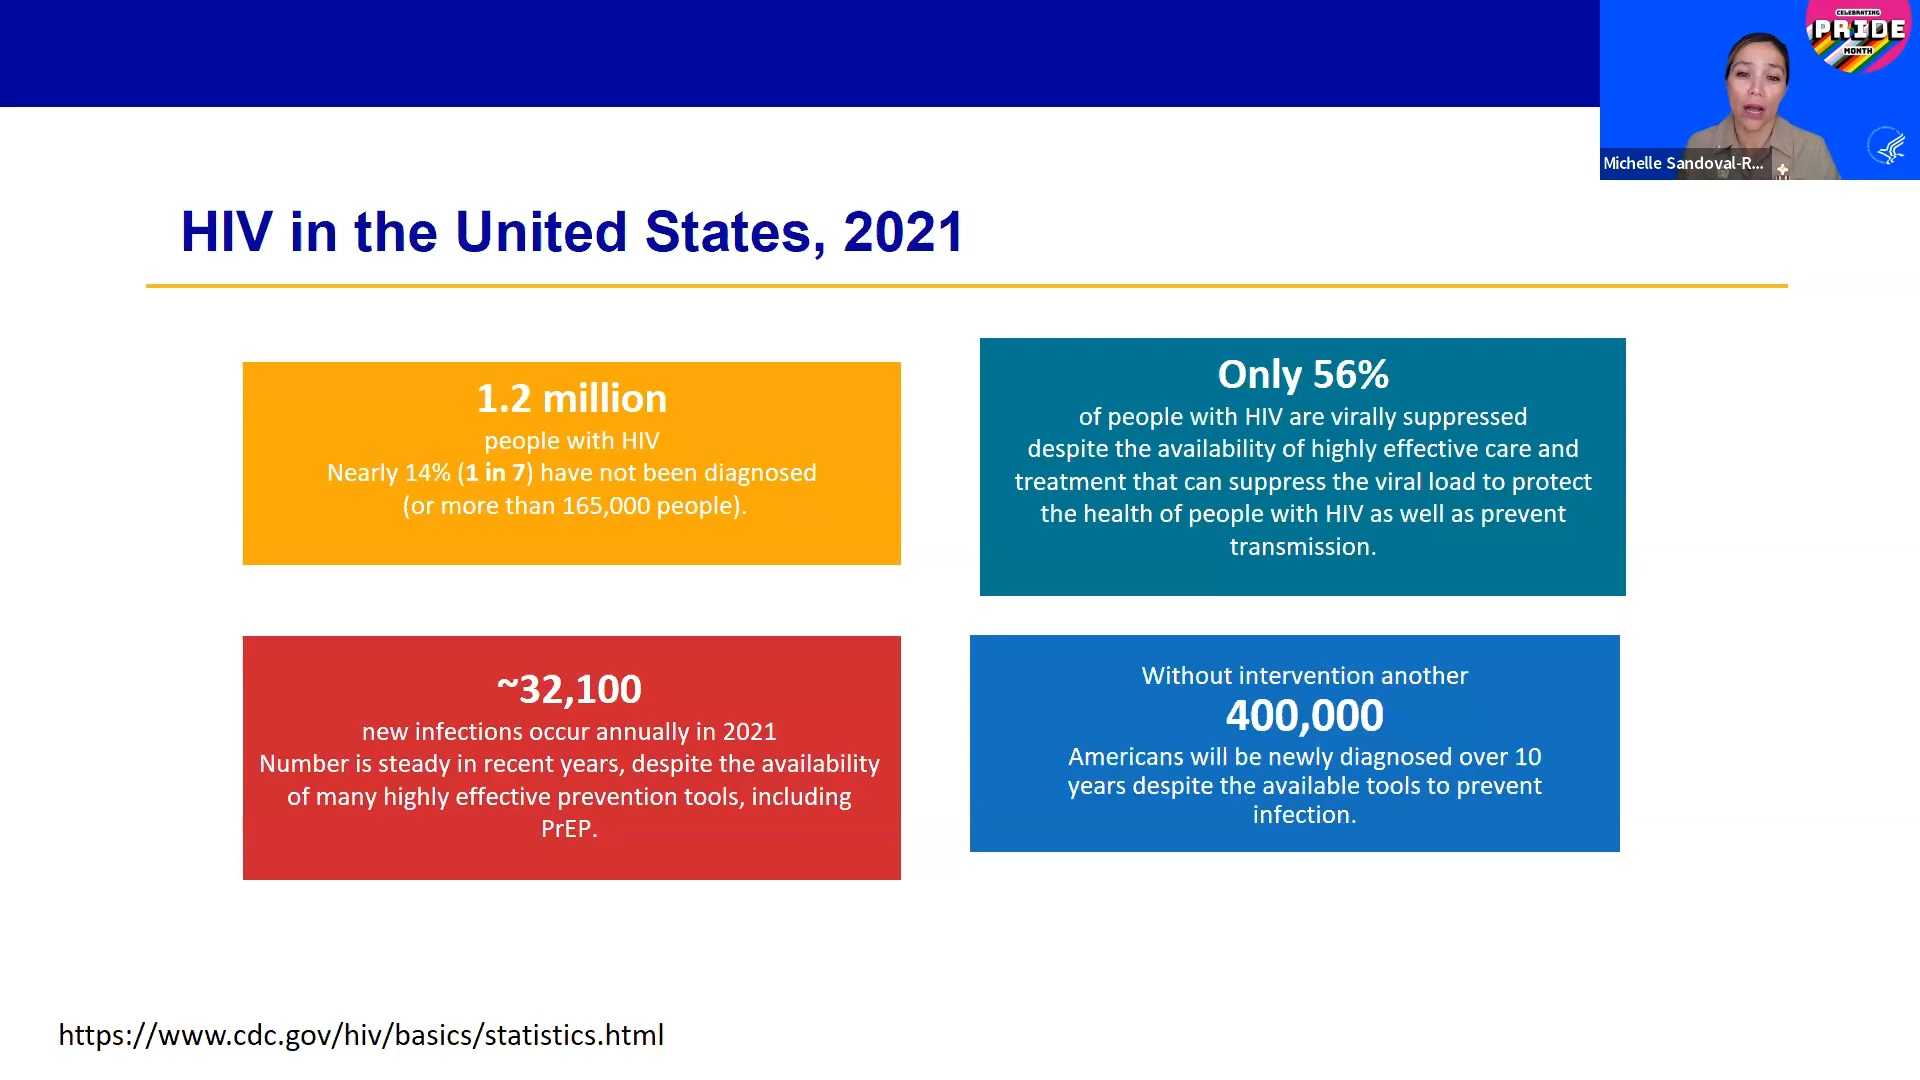 CELEBRATING
PRIDE
MONTH
Michelle Sandoval-R...
HIV in the United States, 2021
1.2 million
people with HIV
Nearly 14% (1 in 7) have not been diagnosed
(or more than 165,000 people).
Only 56%
of people with HIV are virally suppressed
despite the availability of highly effective care and
treatment that can suppress the viral load to protect
the health of people with HIV as well as prevent
transmission.
~32,100
new infections occur annually in 2021
Number is steady in recent years, despite the availability
of many highly effective prevention tools, including
PrEP.
Without intervention another
400,000
Americans will be newly diagnosed over 10
years despite the available tools to prevent
infection.
https://www.cdc.gov/hiv/basics/statistics.html